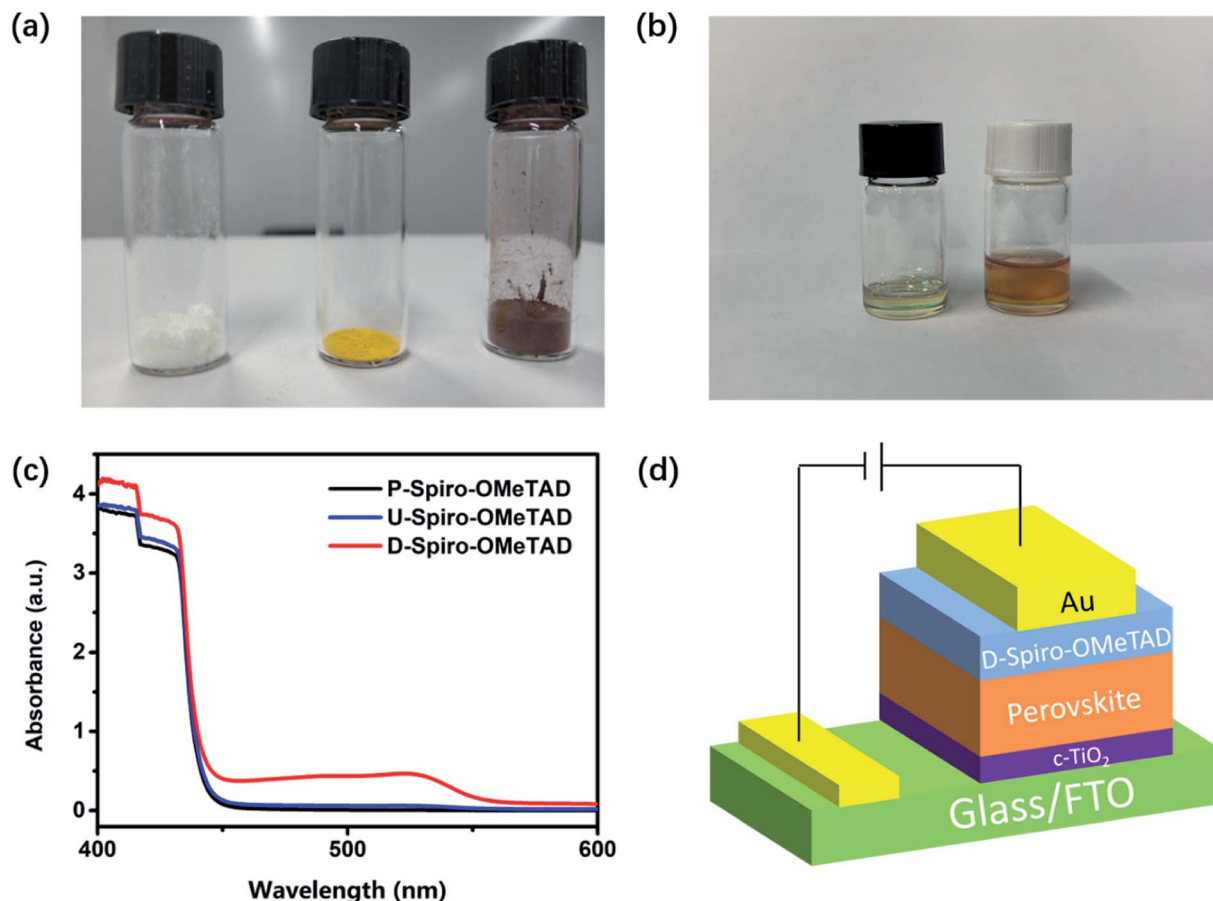 (a)
(b)
(c)
4
3
2
1
0
400
500
600
Absorbance (a.u.)
Wavelength (nm)
P-Spiro-OMeTAD
U-Spiro-OMeTAD
D-Spiro-OMeTAD
(d)
Au
D-Spiro-OMeTAD
Perovskite
c-TiO₂
Glass/FTO